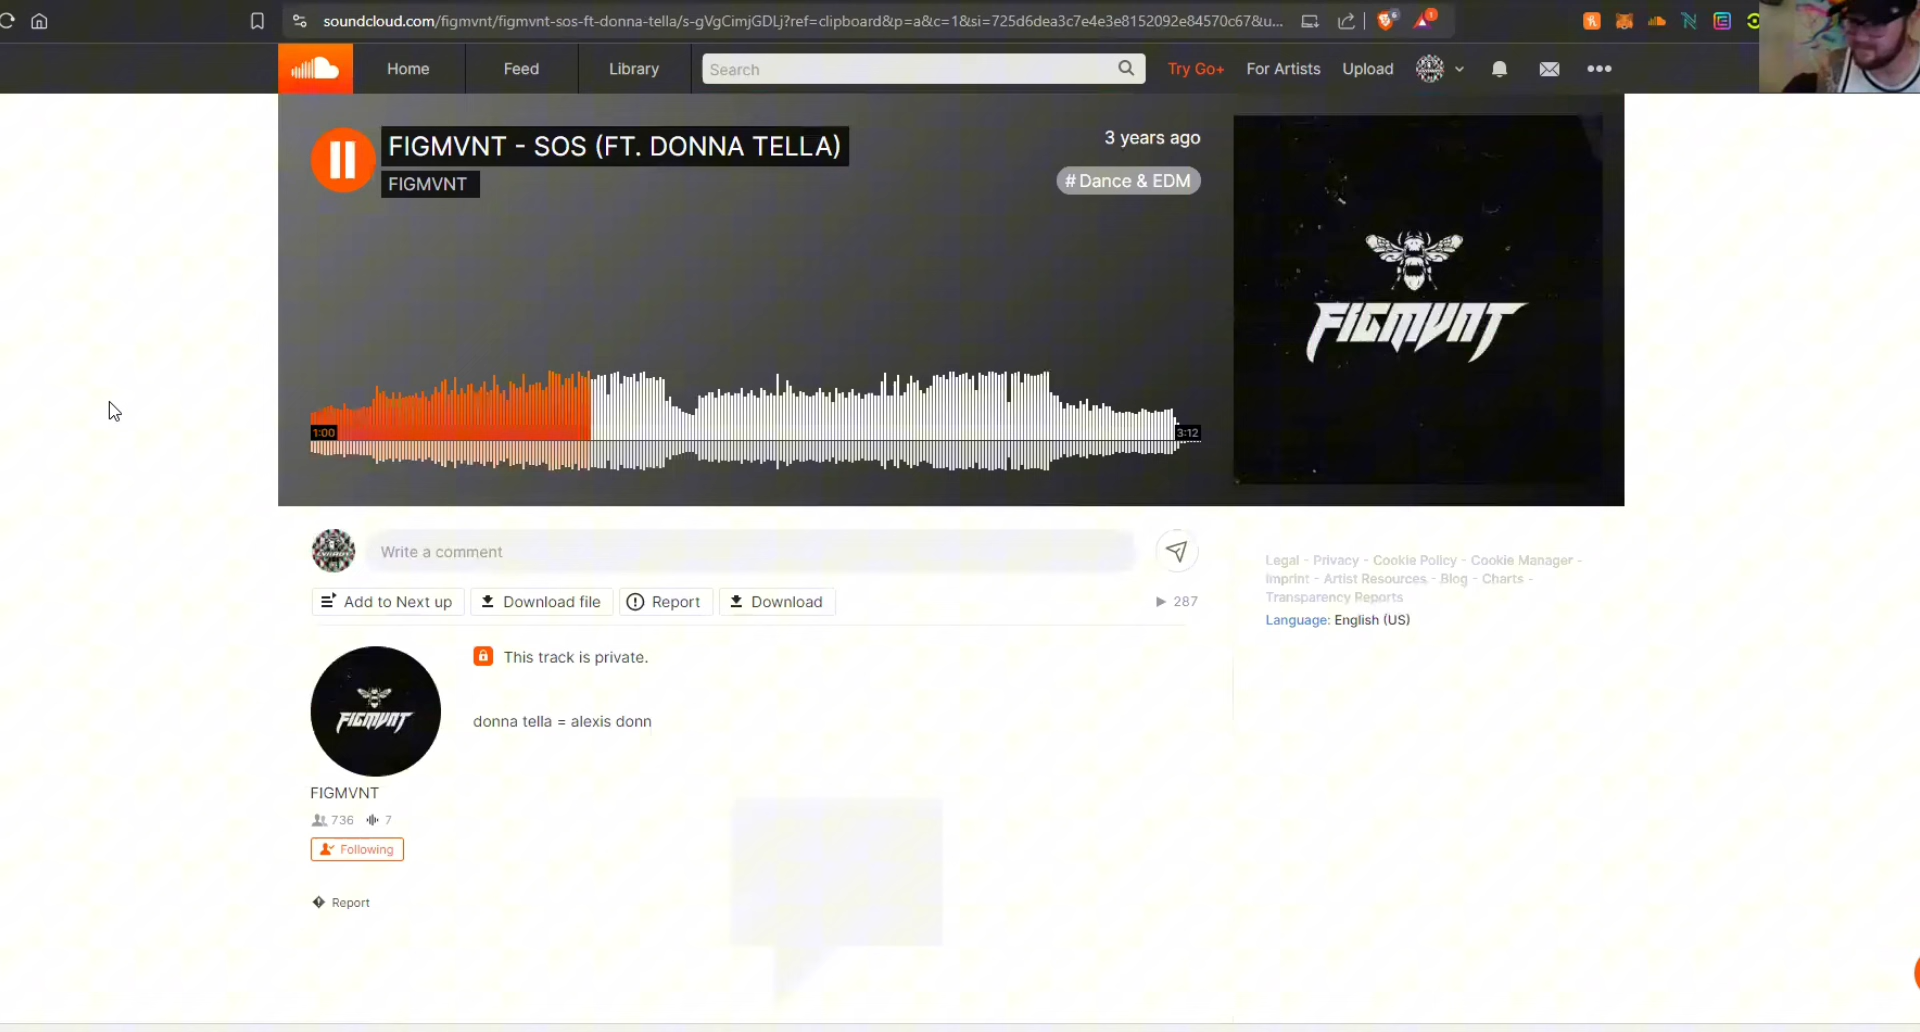 soundcloud.com/figmvnt/figmvnt-sos-ft-donna-tella/s-gVgCimjGDLj?ref=clipboard&p=a&c=1&si=725d6dea3c7e4e3e8152092e84570c67&u...
6
1
Home
Feed
Library
Search
Try Go+
For Artists
Upload
FIGMVNT - SOS (FT. DONNA TELLA)
FIGMVNT
3 years ago
# Dance & EDM
FIGMVNT
1:00
3:12
Write a comment
Add to Next up
Download file
Report
Download
287
Legal - Privacy - Cookie Policy - Cookie Manager -
Imprint - Artist Resources - Blog - Charts -
Transparency Reports
Language: English (US)
This track is private.
donna tella = alexis donn
FIGMVNT
FIGMVNT
736
7
Following
Report